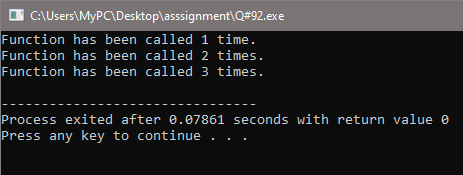 C:\Users\MyPC\Desktop\asssignment\Q#92.exe
Function has been called 1 time.
Function has been called 2 times.
Function has been called 3 times.
--------------------------------
Process exited after 0.07861 seconds with return value 0
Press any key to continue . . .